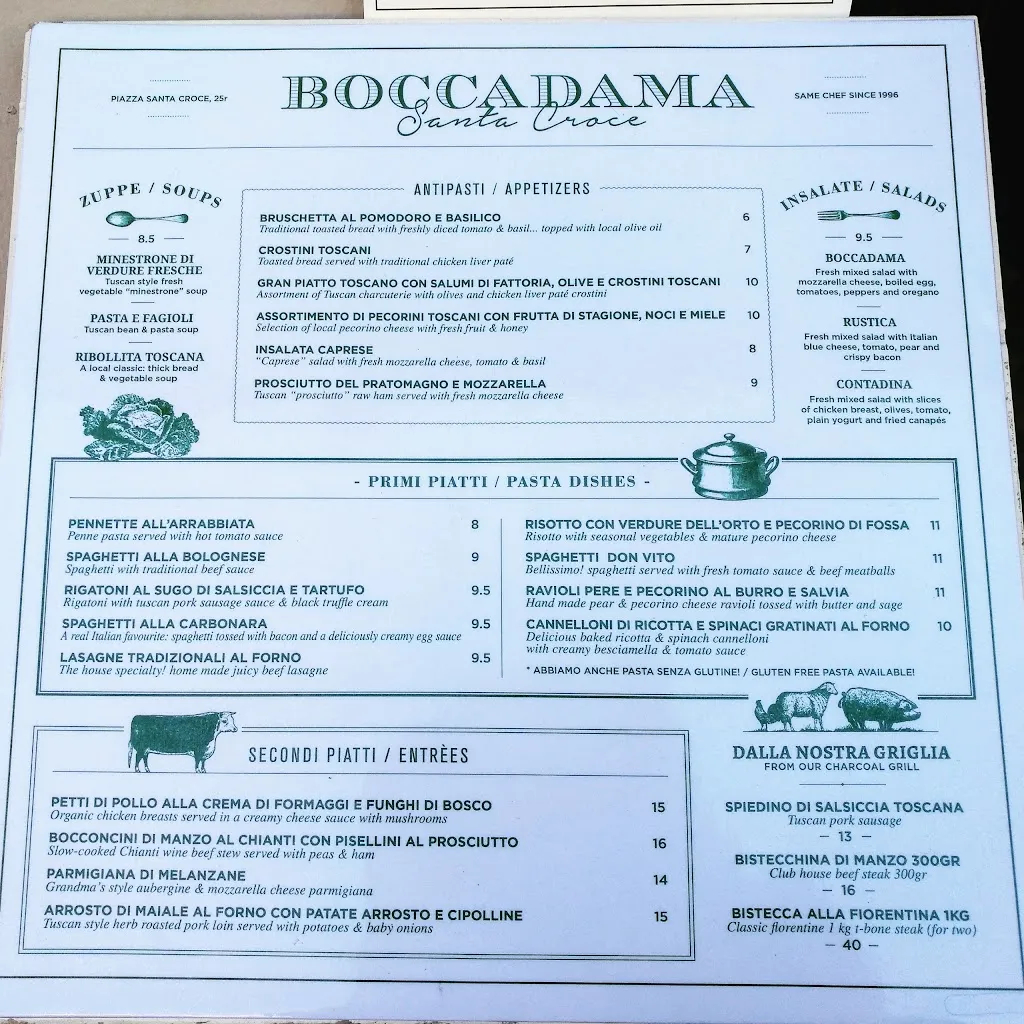 PIAZZA SANTA CROCE, 25r
BOCCADAMA
Santa Croce
SAME CHEF SINCE 1996
ZUPPE / SOUPS
8.5
MINESTRONE DI
VERDURE FRESCHE
Tuscan style fresh
vegetable "minestrone" soup
PASTA E FAGIOLI
Tuscan bean & pasta soup
RIBOLLITA TOSCANA
A local classic: thick bread
& vegetable soup
ANTIPASTI / APPETIZERS
BRUSCHETTA AL POMODORO E BASILICO 6
Traditional toasted bread with freshly diced tomato & basil... topped with local olive oil
CROSTINI TOSCANI 7
Toasted bread served with traditional chicken liver paté
GRAN PIATTO TOSCANO CON SALUMI DI FATTORIA, OLIVE E CROSTINI TOSCANI 10
Assortment of Tuscan charcuterie with olives and chicken liver paté crostini
ASSORTIMENTO DI PECORINI TOSCANI CON FRUTTA DI STAGIONE, NOCI E MIELE 10
Selection of local pecorino cheese with fresh fruit & honey
INSALATA CAPRESE 8
"Caprese" salad with fresh mozzarella cheese, tomato & basil
PROSCIUTTO DEL PRATOMAGNO E MOZZARELLA 9
Tuscan "prosciutto" raw ham served with fresh mozzarella cheese
INSALATE / SALADS
9.5
BOCCADAMA
Fresh mixed salad with
mozzarella cheese, boiled egg,
tomatoes, peppers and oregano
RUSTICA
Fresh mixed salad with Italian
blue cheese, tomato, pear and
crispy bacon
CONTADINA
Fresh mixed salad with slices
of chicken breast, olives, tomato,
plain yogurt and fried canapés
- PRIMI PIATTI / PASTA DISHES -
PENNETTE ALL'ARRABBIATA 8
Penne pasta served with hot tomato sauce
SPAGHETTI ALLA BOLOGNESE 9
Spaghetti with traditional beef sauce
RIGATONI AL SUGO DI SALSICCIA E TARTUFO 9.5
Rigatoni with tuscan pork sausage sauce & black truffle cream
SPAGHETTI ALLA CARBONARA 9.5
A real Italian favourite: spaghetti tossed with bacon and a deliciously creamy egg sauce
LASAGNE TRADIZIONALI AL FORNO 9.5
The house specialty! home made juicy beef lasagne
RISOTTO CON VERDURE DELL'ORTO E PECORINO DI FOSSA 11
Risotto with seasonal vegetables & mature pecorino cheese
SPAGHETTI DON VITO 11
Bellissimo! spaghetti served with fresh tomato sauce & beef meatballs
RAVIOLI PERE E PECORINO AL BURRO E SALVIA 11
Hand made pear & pecorino cheese ravioli tossed with butter and sage
CANNELLONI DI RICOTTA E SPINACI GRATINATI AL FORNO 10
Delicious baked ricotta & spinach cannelloni
with creamy besciamella & tomato sauce
* ABBIAMO ANCHE PASTA SENZA GLUTINE! / GLUTEN FREE PASTA AVAILABLE!
SECONDI PIATTI / ENTRÈES
PETTI DI POLLO ALLA CREMA DI FORMAGGI E FUNGHI DI BOSCO 15
Organic chicken breasts served in a creamy cheese sauce with mushrooms
BOCCONCINI DI MANZO AL CHIANTI CON PISELLINI AL PROSCIUTTO 16
Slow-cooked Chianti wine beef stew served with peas & ham
PARMIGIANA DI MELANZANE 14
Grandma's style aubergine & mozzarella cheese parmigiana
ARROSTO DI MAIALE AL FORNO CON PATATE ARROSTO E CIPOLLINE 15
Tuscan style herb roasted pork loin served with potatoes & baby onions
DALLA NOSTRA GRIGLIA
FROM OUR CHARCOAL GRILL
SPIEDINO DI SALSICCIA TOSCANA
Tuscan pork sausage
— 13 —
BISTECCHINA DI MANZO 300GR
Club house beef steak 300gr
— 16 —
BISTECCA ALLA FIORENTINA 1KG
Classic florentine 1 kg t-bone steak (for two)
— 40 —